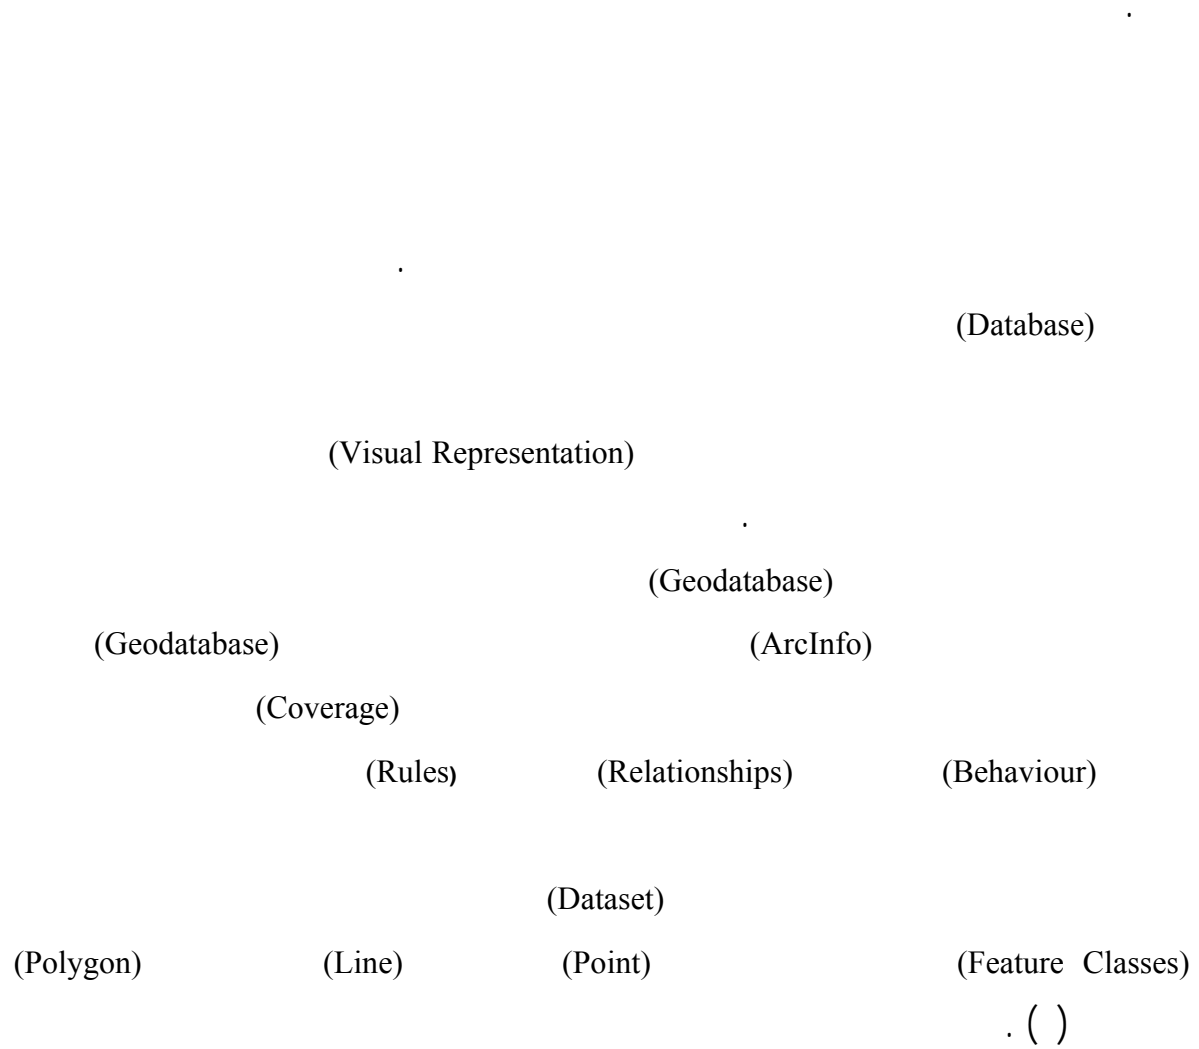 .
.
(Database)
(Visual Representation)
.
(Geodatabase)
(ArcInfo) (Geodatabase)
(Coverage)
(Behaviour) (Relationships) (Rules)
(Dataset)
(Feature Classes) (Point) (Line) (Polygon)
( ) .